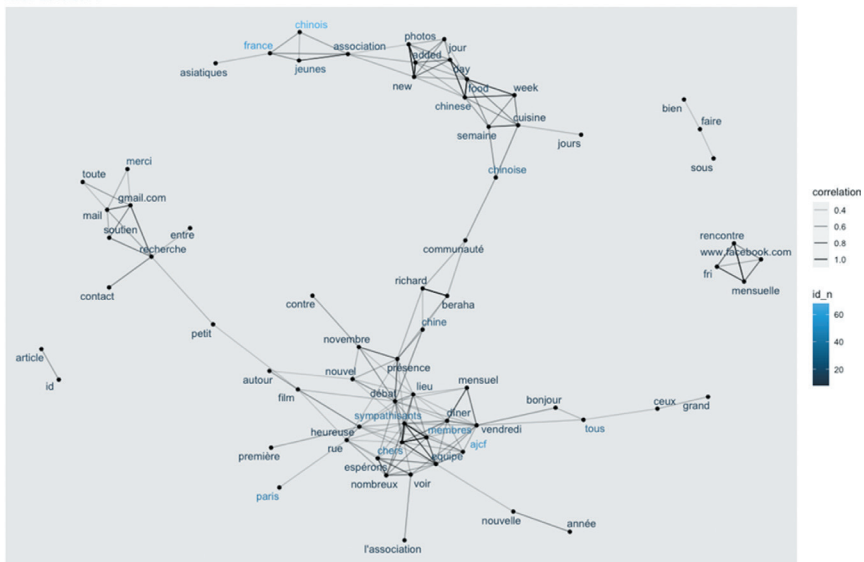 chinois
france
association
asiatiques
jeunes
photos
jour
added
day
new
food
week
chinese
cuisine
semaine
jours
chinoise
bien
faire
sous
merci
toute
gmail.com
mail
soutien
entre
recherche
contact
communauté
rencontre
www.facebook.com
fri
mensuelle
correlation
0.4
0.6
0.8
1.0
id_n
60
40
20
richard
contre
beraha
chine
petit
novembre
article
présence
id
autour
nouvel
lieu
mensuel
film
débat
bonjour
ceux
grand
sympathisants
diner
heureuse
membres
vendredi
tous
rue
chers
ajcf
première
équipe
espérons
paris
nombreux
voir
nouvelle
année
l'association